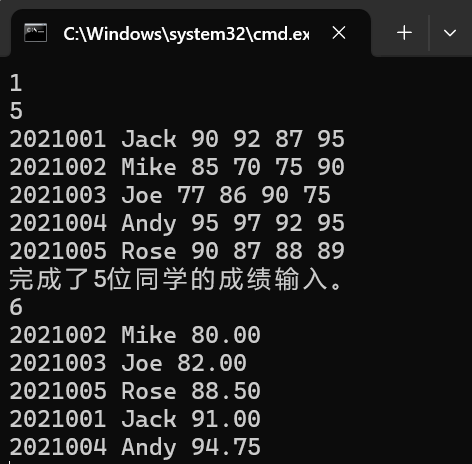 C:\Windows\system32\cmd.ex
1
5
2021001 Jack 90 92 87 95
2021002 Mike 85 70 75 90
2021003 Joe 77 86 90 75
2021004 Andy 95 97 92 95
2021005 Rose 90 87 88 89
完成了5位同学的成绩输入。
6
2021002 Mike 80.00
2021003 Joe 82.00
2021005 Rose 88.50
2021001 Jack 91.00
2021004 Andy 94.75